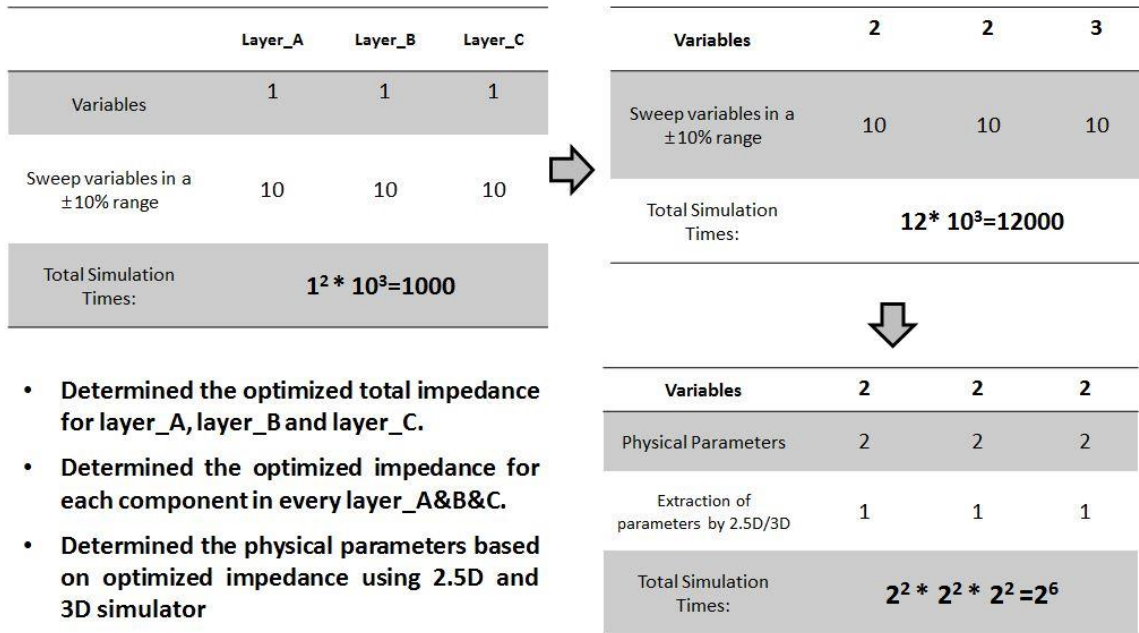 Layer_A Layer_B Layer_C
Variables 1 1 1
Sweep variables in a
±10% range 10 10 10
Total Simulation
Times: 1² * 10³=1000
Variables 2 2 3
Sweep variables in a
±10% range 10 10 10
Total Simulation
Times: 12* 10³=12000
• Determined the optimized total impedance
for layer_A, layer_B and layer_C.
• Determined the optimized impedance for
each component in every layer_A&B&C.
• Determined the physical parameters based
on optimized impedance using 2.5D and
3D simulator
Variables 2 2 2
Physical Parameters 2 2 2
Extraction of
parameters by 2.5D/3D 1 1 1
Total Simulation
Times: 2² * 2² * 2² =2⁶